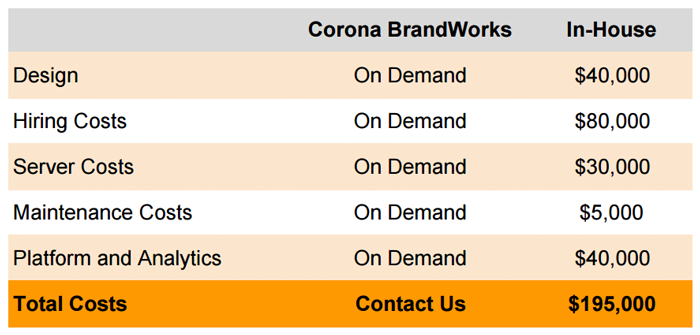 Corona BrandWorks In-House
Design On Demand $40,000
Hiring Costs On Demand $80,000
Server Costs On Demand $30,000
Maintenance Costs On Demand $5,000
Platform and Analytics On Demand $40,000
Total Costs Contact Us $195,000